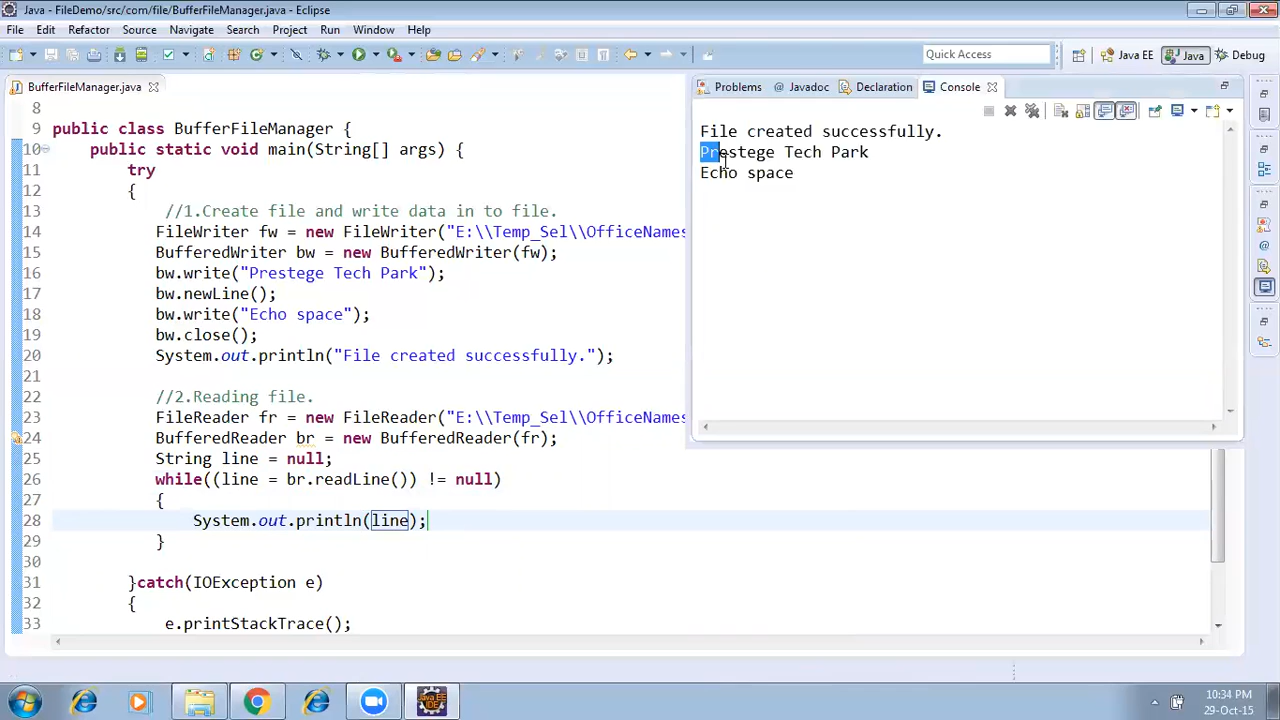 Java - FileDemo/src/com/file/BufferFileManager.java - Eclipse
File Edit Refactor Source Navigate Search Project Run Window Help
Quick Access
Java EE
Java
Debug
BufferFileManager.java
8
9 public class BufferFileManager {
10 public static void main(String[] args) {
11 try
12 {
13 //1.Create file and write data in to file.
14 FileWriter fw = new FileWriter("E:\\Temp_Sel\\OfficeNames
15 BufferedWriter bw = new BufferedWriter(fw);
16 bw.write("Prestege Tech Park");
17 bw.newLine();
18 bw.write("Echo space");
19 bw.close();
20 System.out.println("File created successfully.");
21
22 //2.Reading file.
23 FileReader fr = new FileReader("E:\\Temp_Sel\\OfficeNames
24 BufferedReader br = new BufferedReader(fr);
25 String line = null;
26 while((line = br.readLine()) != null)
27 {
28 System.out.println(line);
29 }
30
31 }catch(IOException e)
32 {
33 e.printStackTrace();
Problems @ Javadoc Declaration Console
File created successfully.
Prestege Tech Park
Echo space
Java EE
IDE
10:34 PM
29-Oct-15